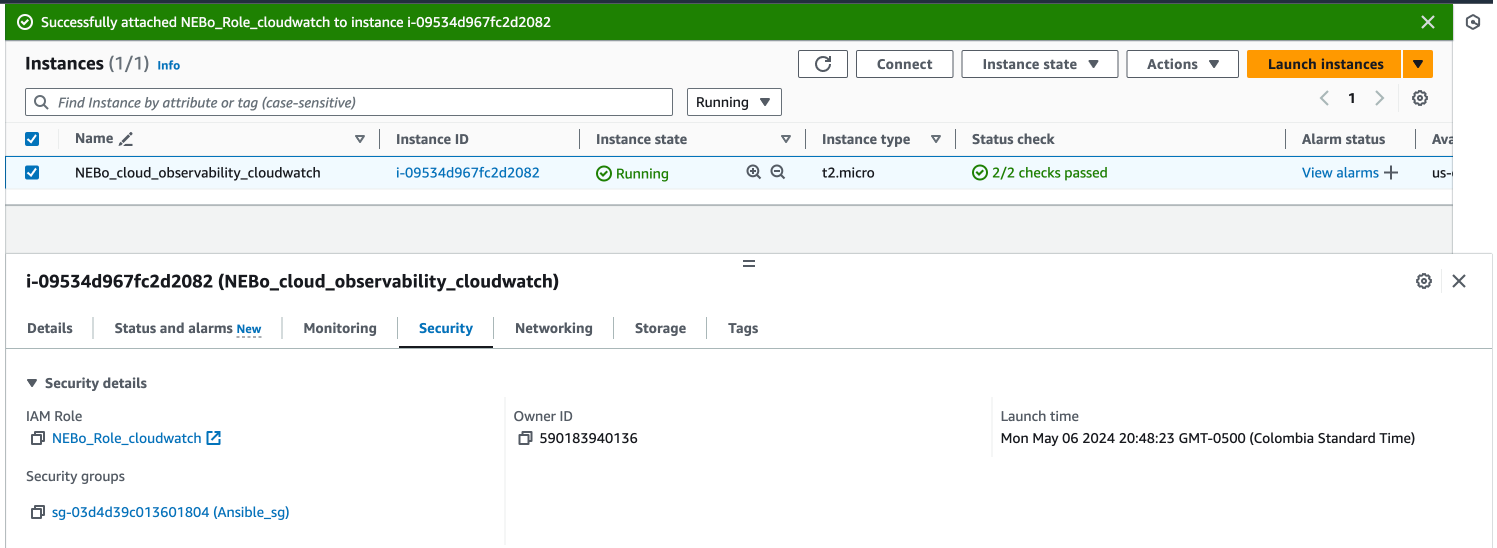 Successfully attached NEBo_Role_cloudwatch to instance i-09534d967fc2d2082
Instances (1/1) Info
Connect
Instance state
Actions
Launch instances
Find Instance by attribute or tag (case-sensitive)
Running
1
Name
Instance ID
Instance state
Instance type
Status check
Alarm status
Ava
NEBo_cloud_observability_cloudwatch
i-09534d967fc2d2082
Running
t2.micro
2/2 checks passed
View alarms
us-
i-09534d967fc2d2082 (NEBo_cloud_observability_cloudwatch)
Details
Status and alarms New
Monitoring
Security
Networking
Storage
Tags
Security details
IAM Role
NEBo_Role_cloudwatch
Owner ID
590183940136
Launch time
Mon May 06 2024 20:48:23 GMT-0500 (Colombia Standard Time)
Security groups
sg-03d4d39c013601804 (Ansible_sg)